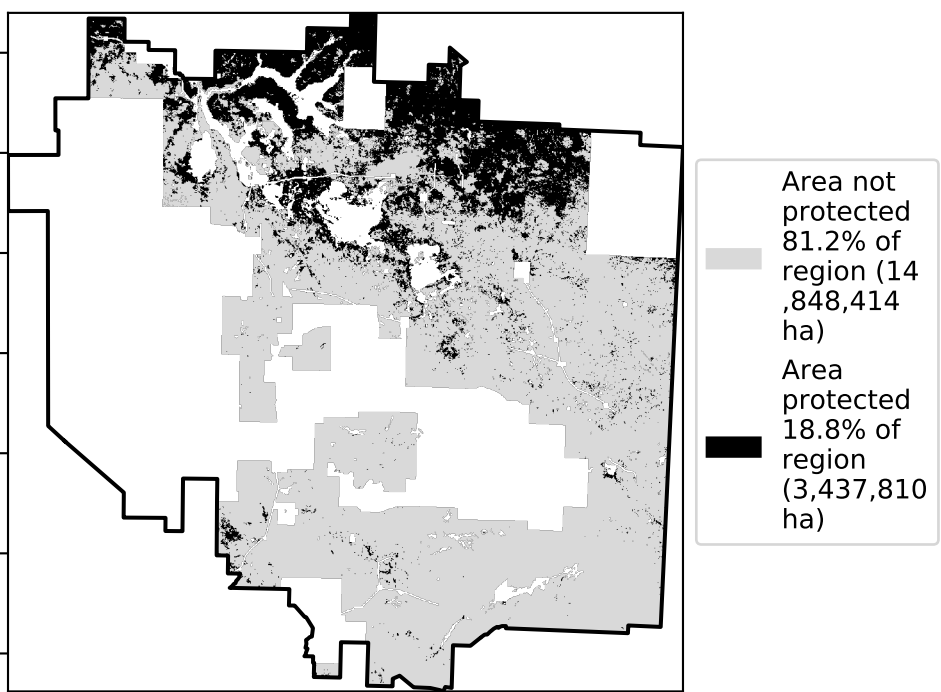 Area not
protected
81.2% of
region (14
,848,414
ha)
Area
protected
18.8% of
region
(3,437,810
ha)